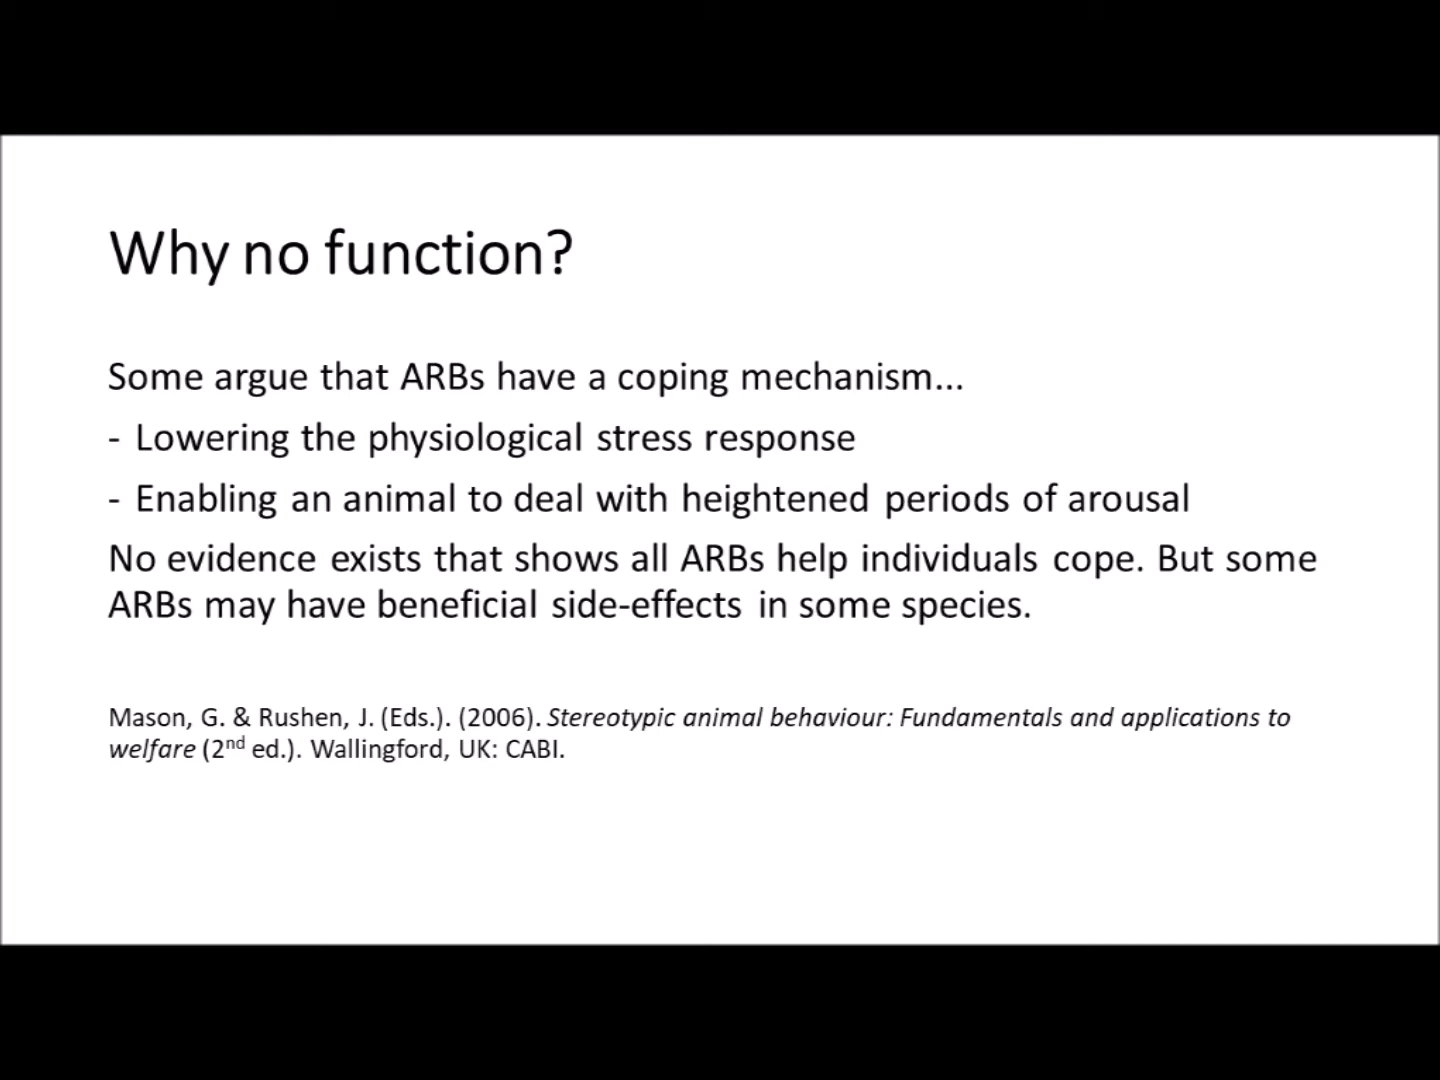 Why no function?
Some argue that ARBs have a coping mechanism...
- Lowering the physiological stress response
- Enabling an animal to deal with heightened periods of arousal
No evidence exists that shows all ARBs help individuals cope. But some
ARBs may have beneficial side-effects in some species.
Mason, G. & Rushen, J. (Eds.). (2006). Stereotypic animal behaviour: Fundamentals and applications to
welfare (2nd ed.). Wallingford, UK: CABI.